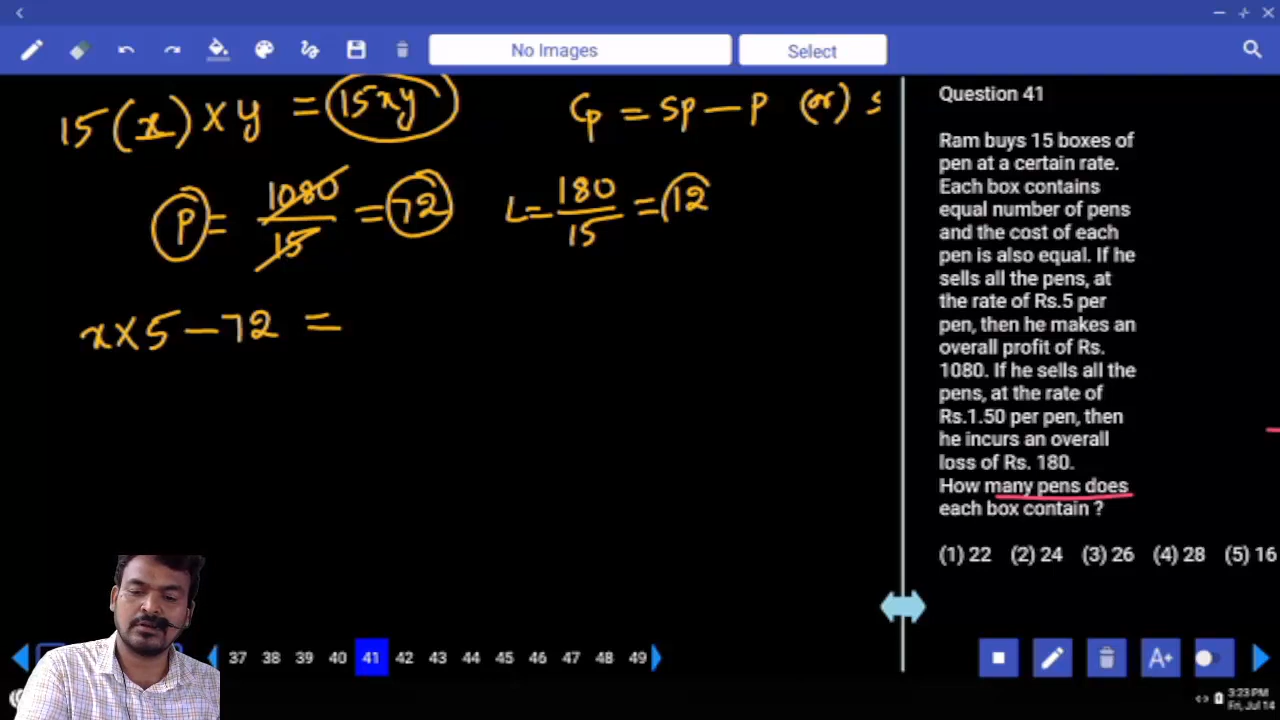 No Images
Select
15(x) × y = 15xy
Cp = Sp – P (or) S
P = 1080/15 = 72
L = 180/15 = 12
x × 5 – 72 =
Question 41
Ram buys 15 boxes of
pen at a certain rate.
Each box contains
equal number of pens
and the cost of each
pen is also equal. If he
sells all the pens, at
the rate of Rs.5 per
pen, then he makes an
overall profit of Rs.
1080. If he sells all the
pens, at the rate of
Rs.1.50 per pen, then
he incurs an overall
loss of Rs. 180.
How many pens does
each box contain ?
(1) 22 (2) 24 (3) 26 (4) 28 (5) 16
37 38 39 40 41 42 43 44 45 46 47 48 49
A+
3:23 PM
Fri, Jul 14